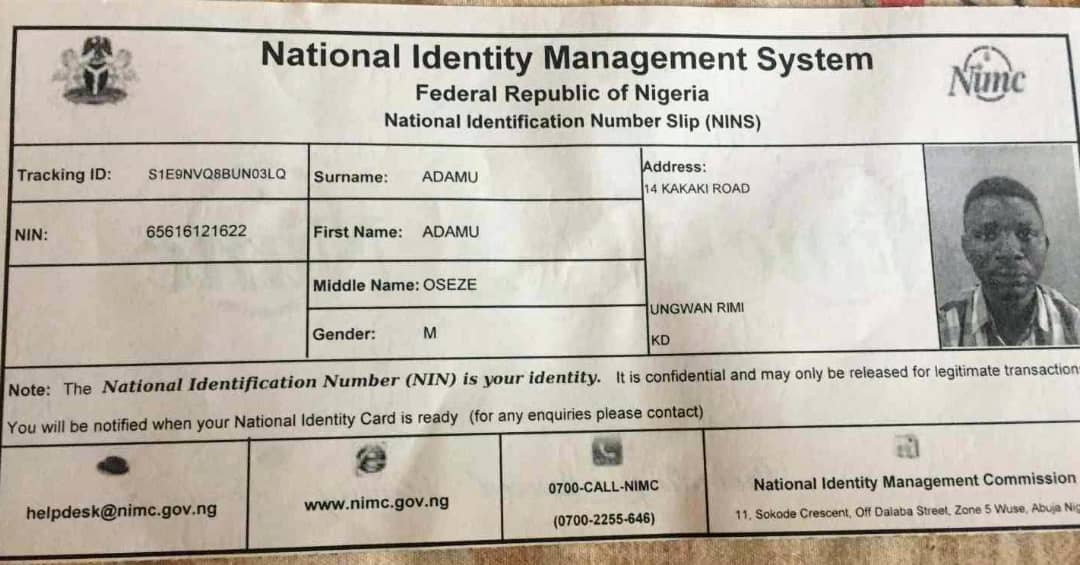 National Identity Management System
Federal Republic of Nigeria
National Identification Number Slip (NINS)
Nimc
Tracking ID: S1E9NVQ8BUN03LQ
Surname: ADAMU
Address:
14 KAKAKI ROAD
NIN: 65616121622
First Name: ADAMU
Middle Name: OSEZE
UNGWAN RIMI
Gender: M
KD
Note: The National Identification Number (NIN) is your identity. It is confidential and may only be released for legitimate transactions
You will be notified when your National Identity Card is ready (for any enquiries please contact)
helpdesk@nimc.gov.ng
www.nimc.gov.ng
0700-CALL-NIMC
(0700-2255-646)
National Identity Management Commission
11, Sokode Crescent, Off Dalaba Street, Zone 5 Wuse, Abuja Nig